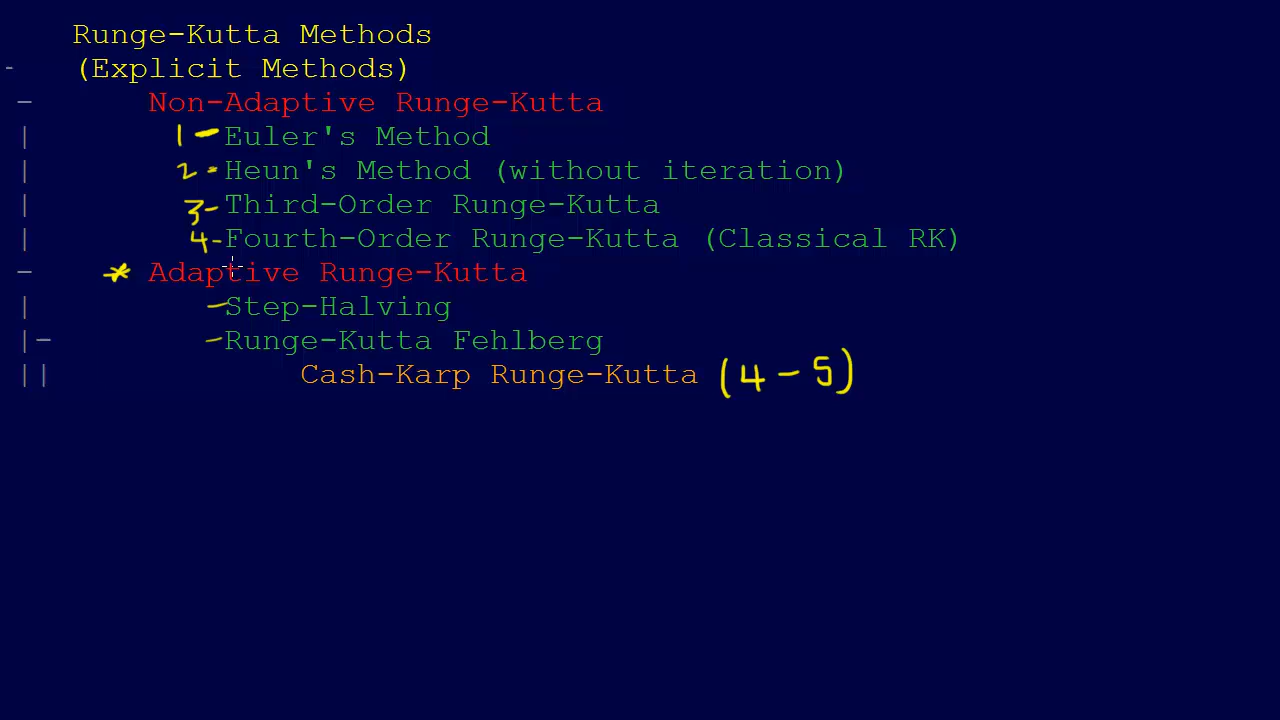 Runge-Kutta Methods
- (Explicit Methods)
- Non-Adaptive Runge-Kutta
| 1- Euler's Method
| 2- Heun's Method (without iteration)
| 3- Third-Order Runge-Kutta
| 4- Fourth-Order Runge-Kutta (Classical RK)
- * Adaptive Runge-Kutta
| - Step-Halving
|- - Runge-Kutta Fehlberg
|| Cash-Karp Runge-Kutta (4-5)